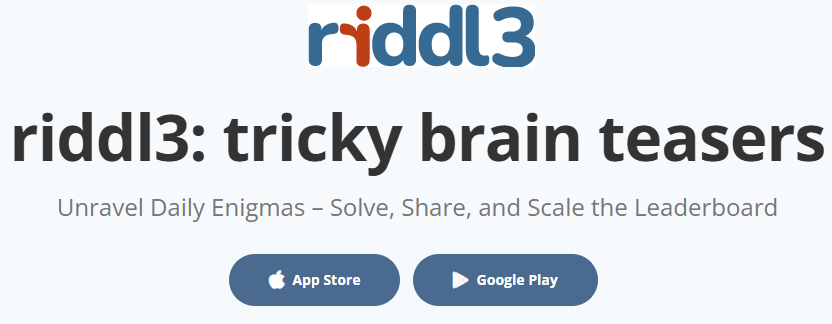 riddl3
riddl3: tricky brain teasers
Unravel Daily Enigmas – Solve, Share, and Scale the Leaderboard
App Store
Google Play